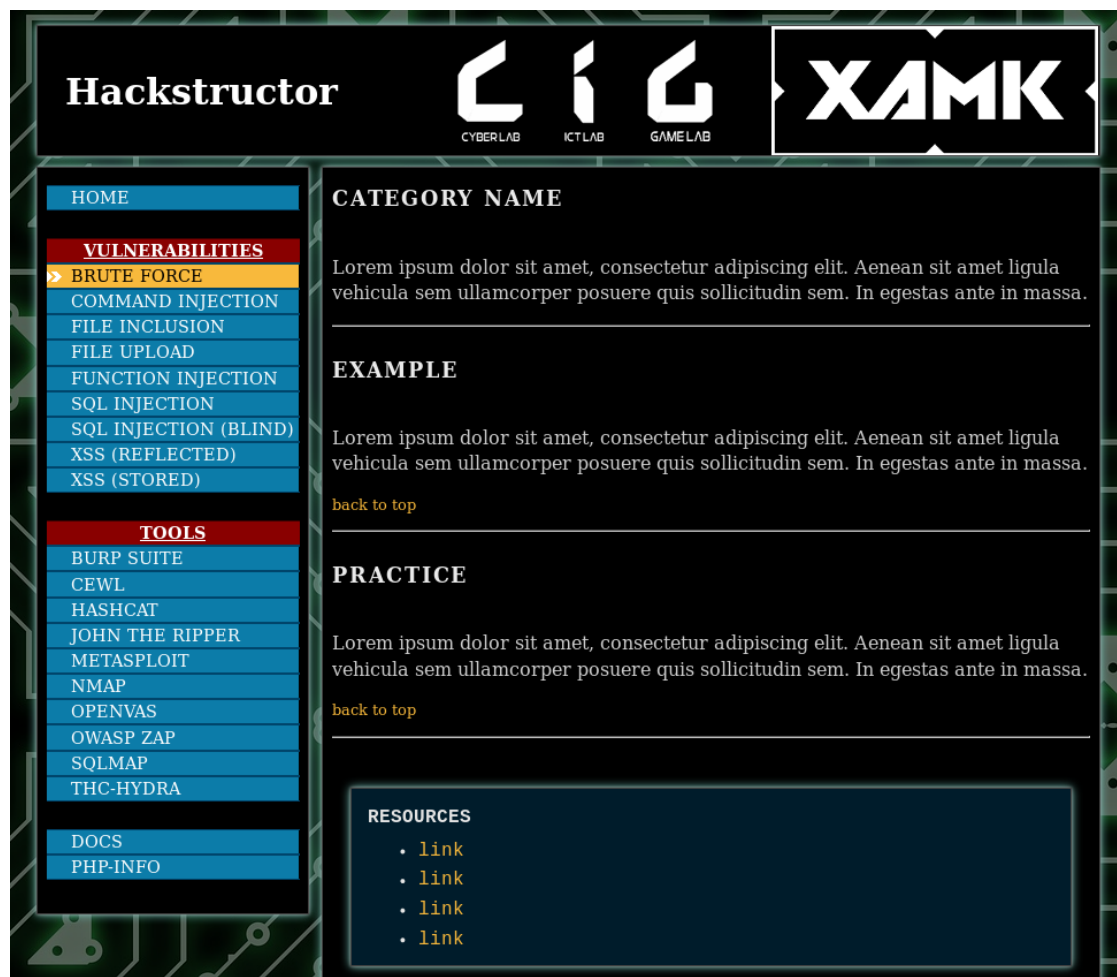 Hackstructor
CYBERLAB
ICTLAB
GAMELAB
XAMK
HOME
VULNERABILITIES
BRUTE FORCE
COMMAND INJECTION
FILE INCLUSION
FILE UPLOAD
FUNCTION INJECTION
SQL INJECTION
SQL INJECTION (BLIND)
XSS (REFLECTED)
XSS (STORED)
TOOLS
BURP SUITE
CEWL
HASHCAT
JOHN THE RIPPER
METASPLOIT
NMAP
OPENVAS
OWASP ZAP
SQLMAP
THC-HYDRA
DOCS
PHP-INFO
CATEGORY NAME
Lorem ipsum dolor sit amet, consectetur adipiscing elit. Aenean sit amet ligula
vehicula sem ullamcorper posuere quis sollicitudin sem. In egestas ante in massa.
EXAMPLE
Lorem ipsum dolor sit amet, consectetur adipiscing elit. Aenean sit amet ligula
vehicula sem ullamcorper posuere quis sollicitudin sem. In egestas ante in massa.
back to top
PRACTICE
Lorem ipsum dolor sit amet, consectetur adipiscing elit. Aenean sit amet ligula
vehicula sem ullamcorper posuere quis sollicitudin sem. In egestas ante in massa.
back to top
RESOURCES
• link
• link
• link
• link